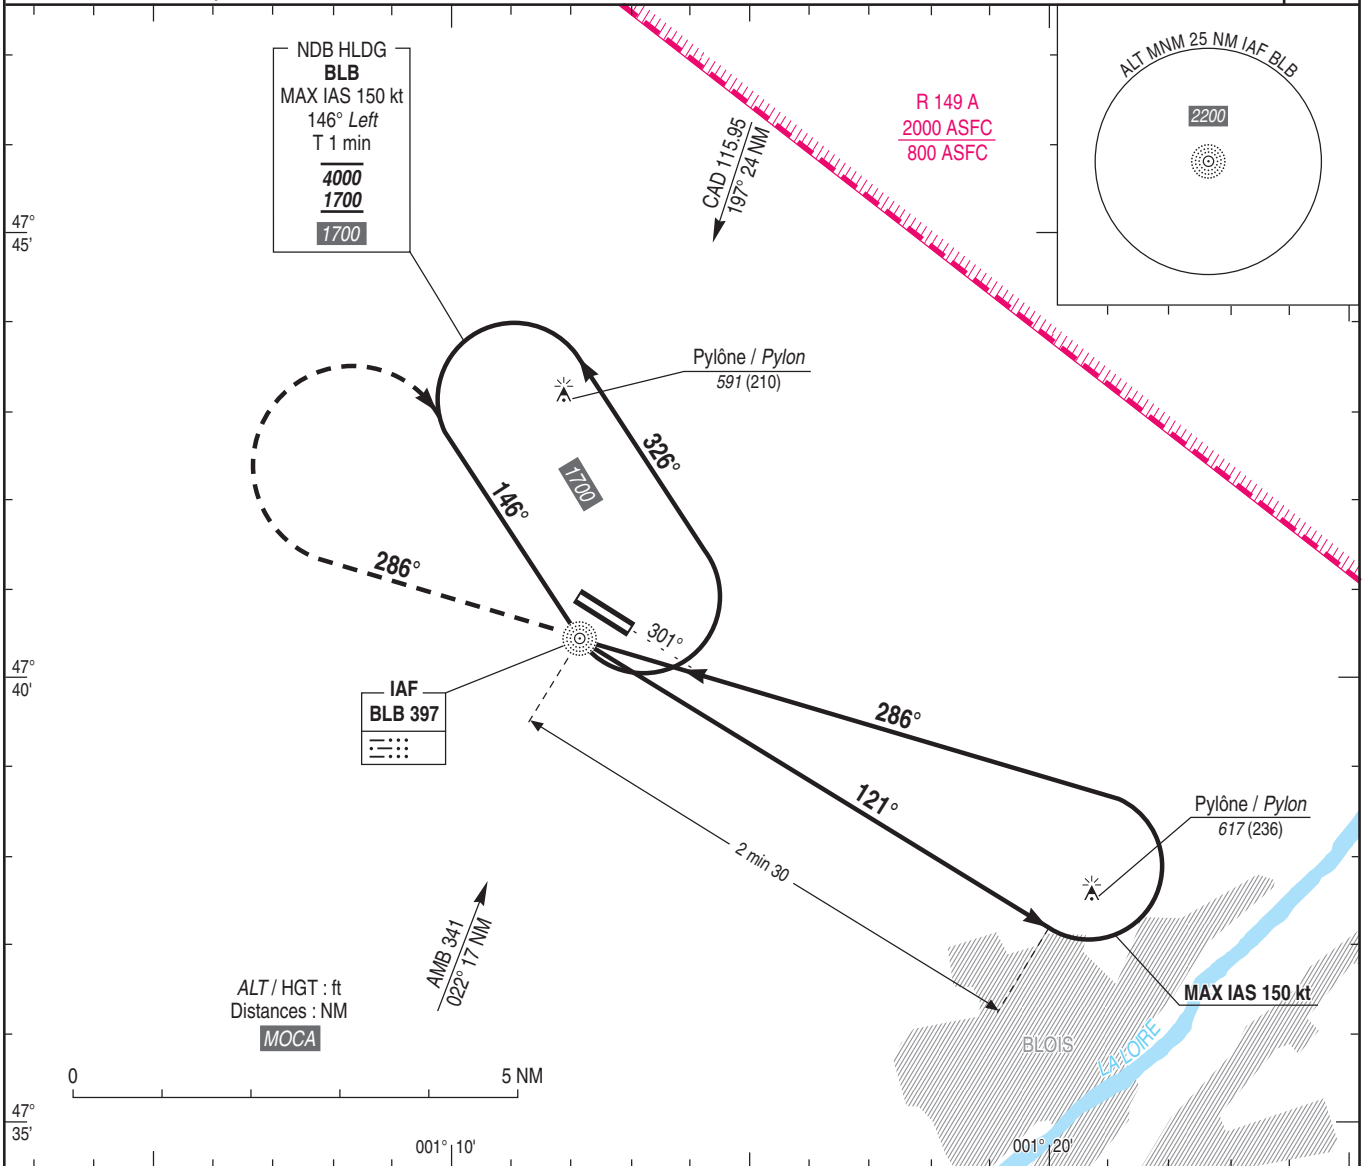 NDB HLDG
BLB
MAX IAS 150 kt
146° Left
T 1 min
4000
1700
1700
CAD 115.95
197° 24 NM
R 149 A
2000 ASFC
800 ASFC
ALT MNM 25 NM IAF BLB
2200
47°
45'
Pylône / Pylon
591 (210)
326°
1700
146°
286°
301°
47°
40'
IAF
BLB 397
286°
121°
2 min 30
Pylône / Pylon
617 (236)
AMB 341
022° 17 NM
ALT / HGT : ft
Distances : NM
MOCA
MAX IAS 150 kt
BLOIS
LA LOIRE
0
5 NM
47°
35'
001° 10'
001° 20'